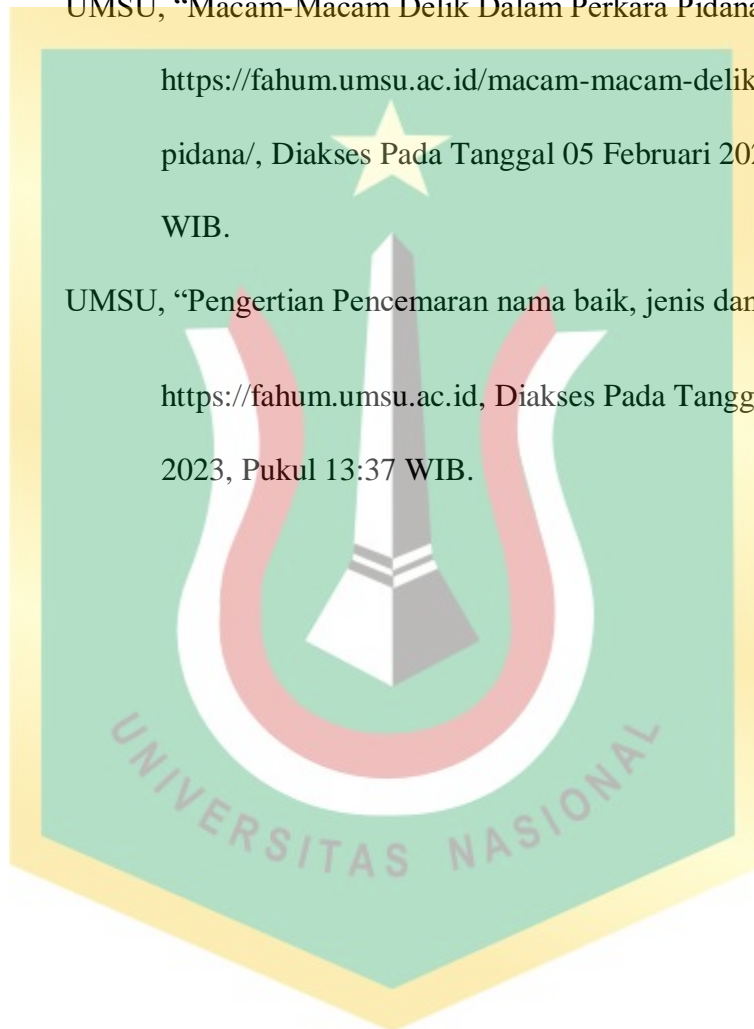 UMSU, “Macam-Macam Delik Dalam Perkara Pidana
https://fahum.umsu.ac.id/macam-macam-delik
pidana/, Diakses Pada Tanggal 05 Februari 202
WIB.
UMSU, “Pengertian Pencemaran nama baik, jenis dan
https://fahum.umsu.ac.id, Diakses Pada Tangg
2023, Pukul 13:37 WIB.
UNIVERSITAS NASIONAL